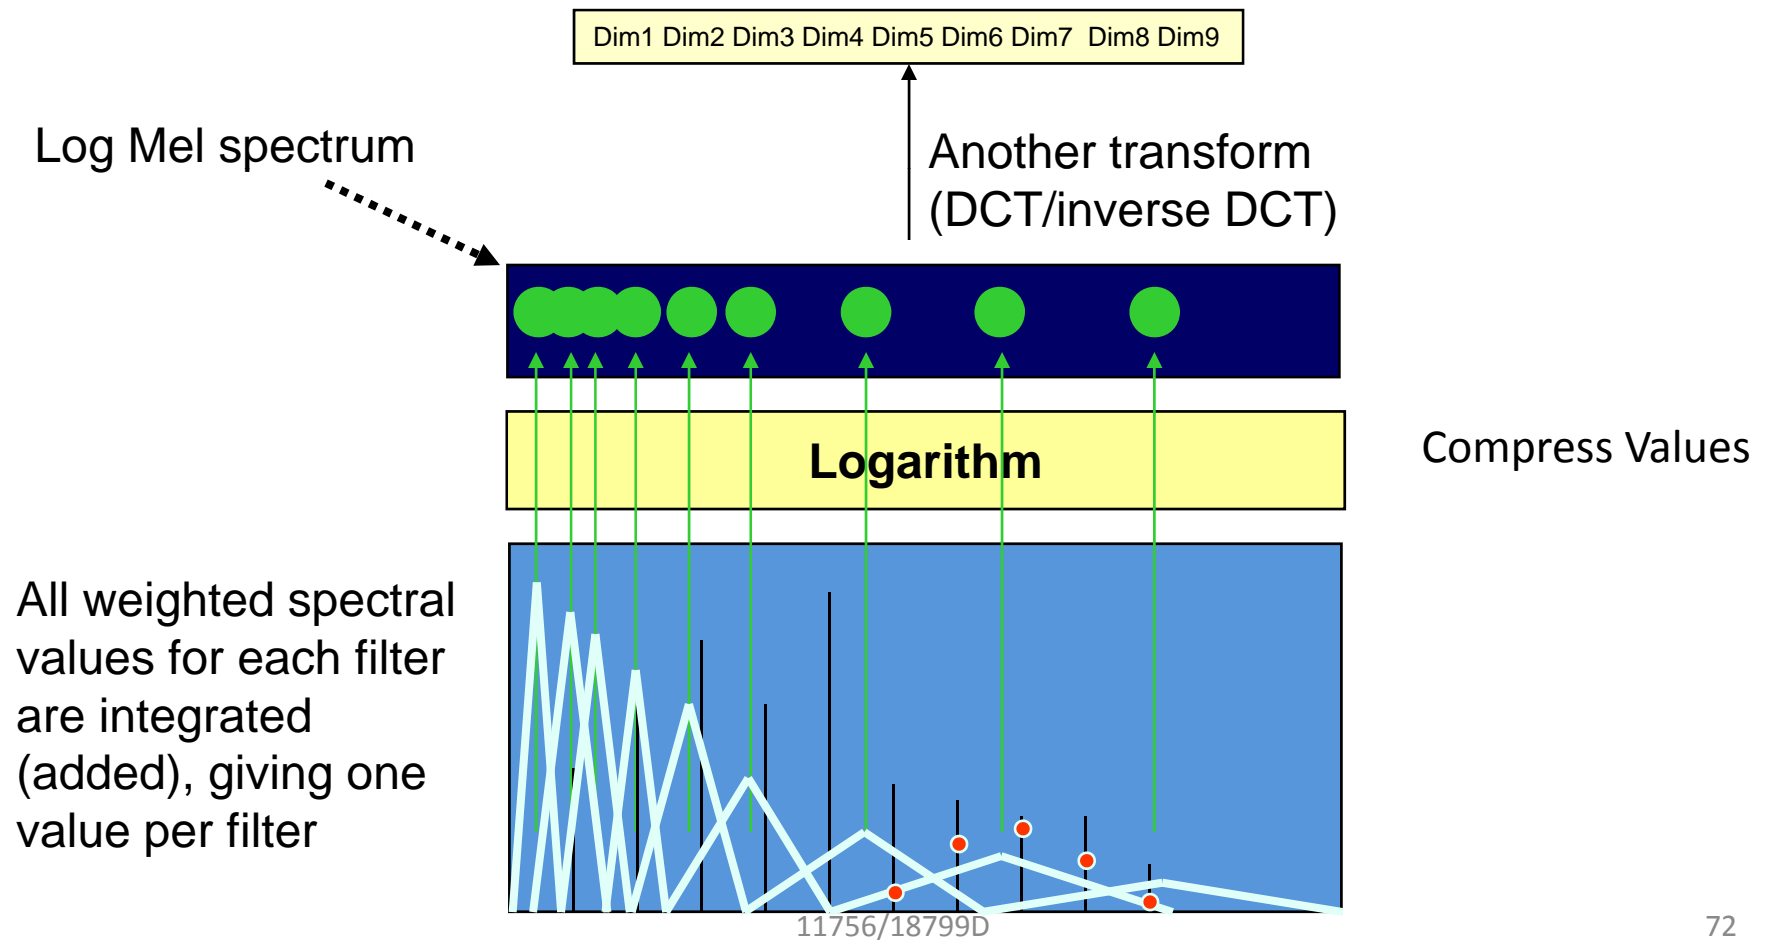 Dim1 Dim2 Dim3 Dim4 Dim5 Dim6 Dim7 Dim8 Dim9
Log Mel spectrum
Another transform
(DCT/inverse DCT)
Logarithm
Compress Values
All weighted spectral
values for each filter
are integrated
(added), giving one
value per filter
11756/18799D
72